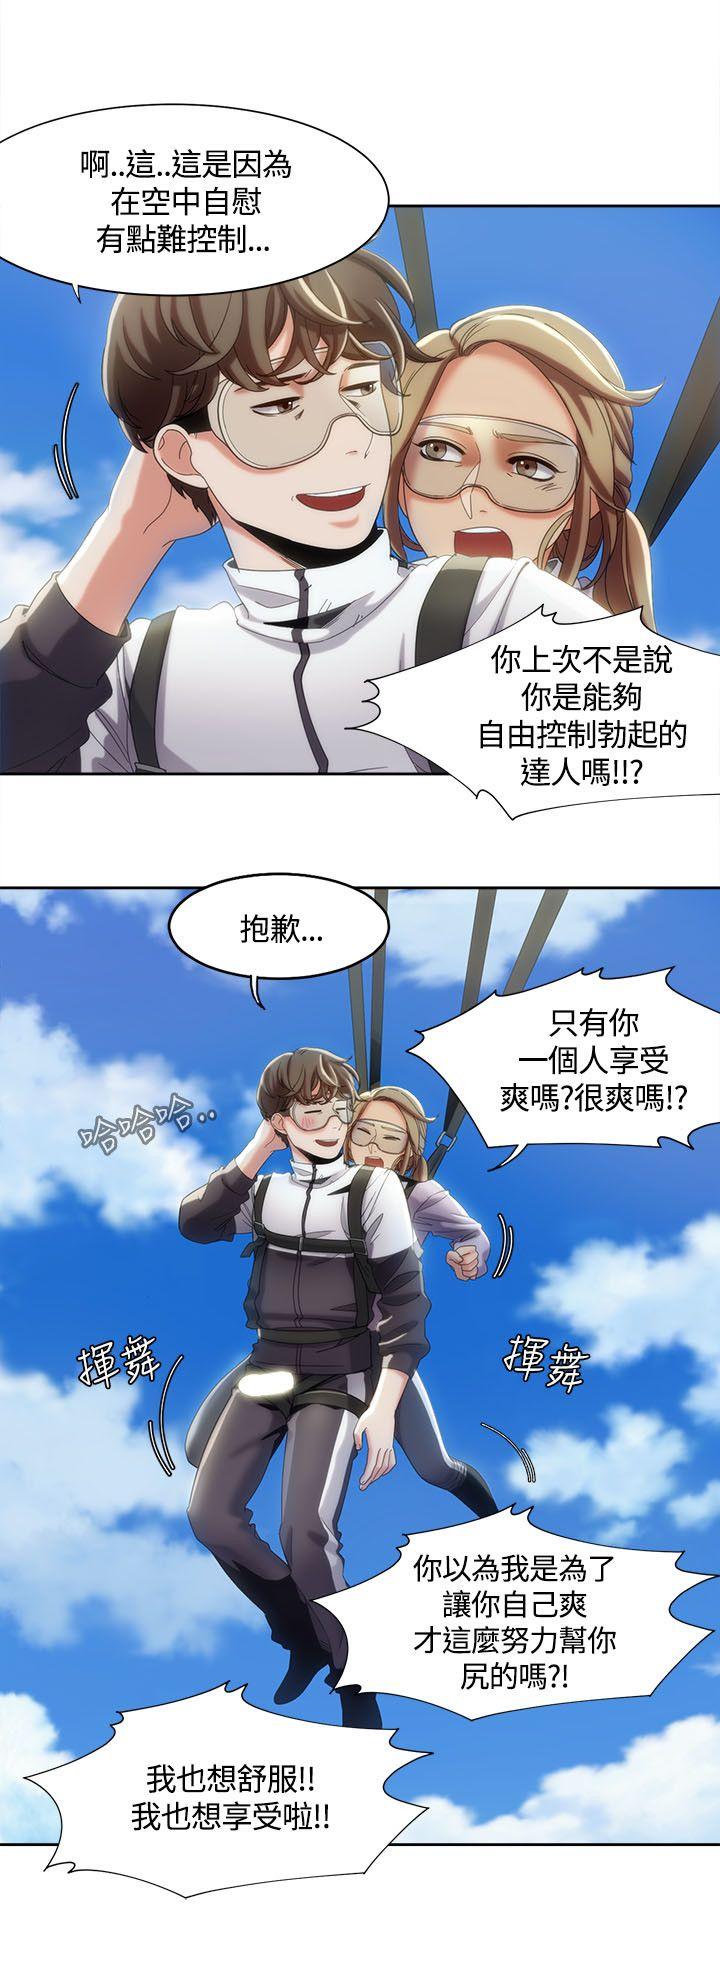 啊..這..這是因為
在空中自慰
有點難控制...
你上次不是說
你是能夠
自由控制勃起的
達人嗎!!?
抱歉...
只有你
一個人享受
爽嗎?很爽嗎!?
哈哈哈..
揮舞
揮舞
你以為我是為了
讓你自己爽
才這麼努力幫你
尻的嗎?!
我也想舒服!!
我也想享受啦!!